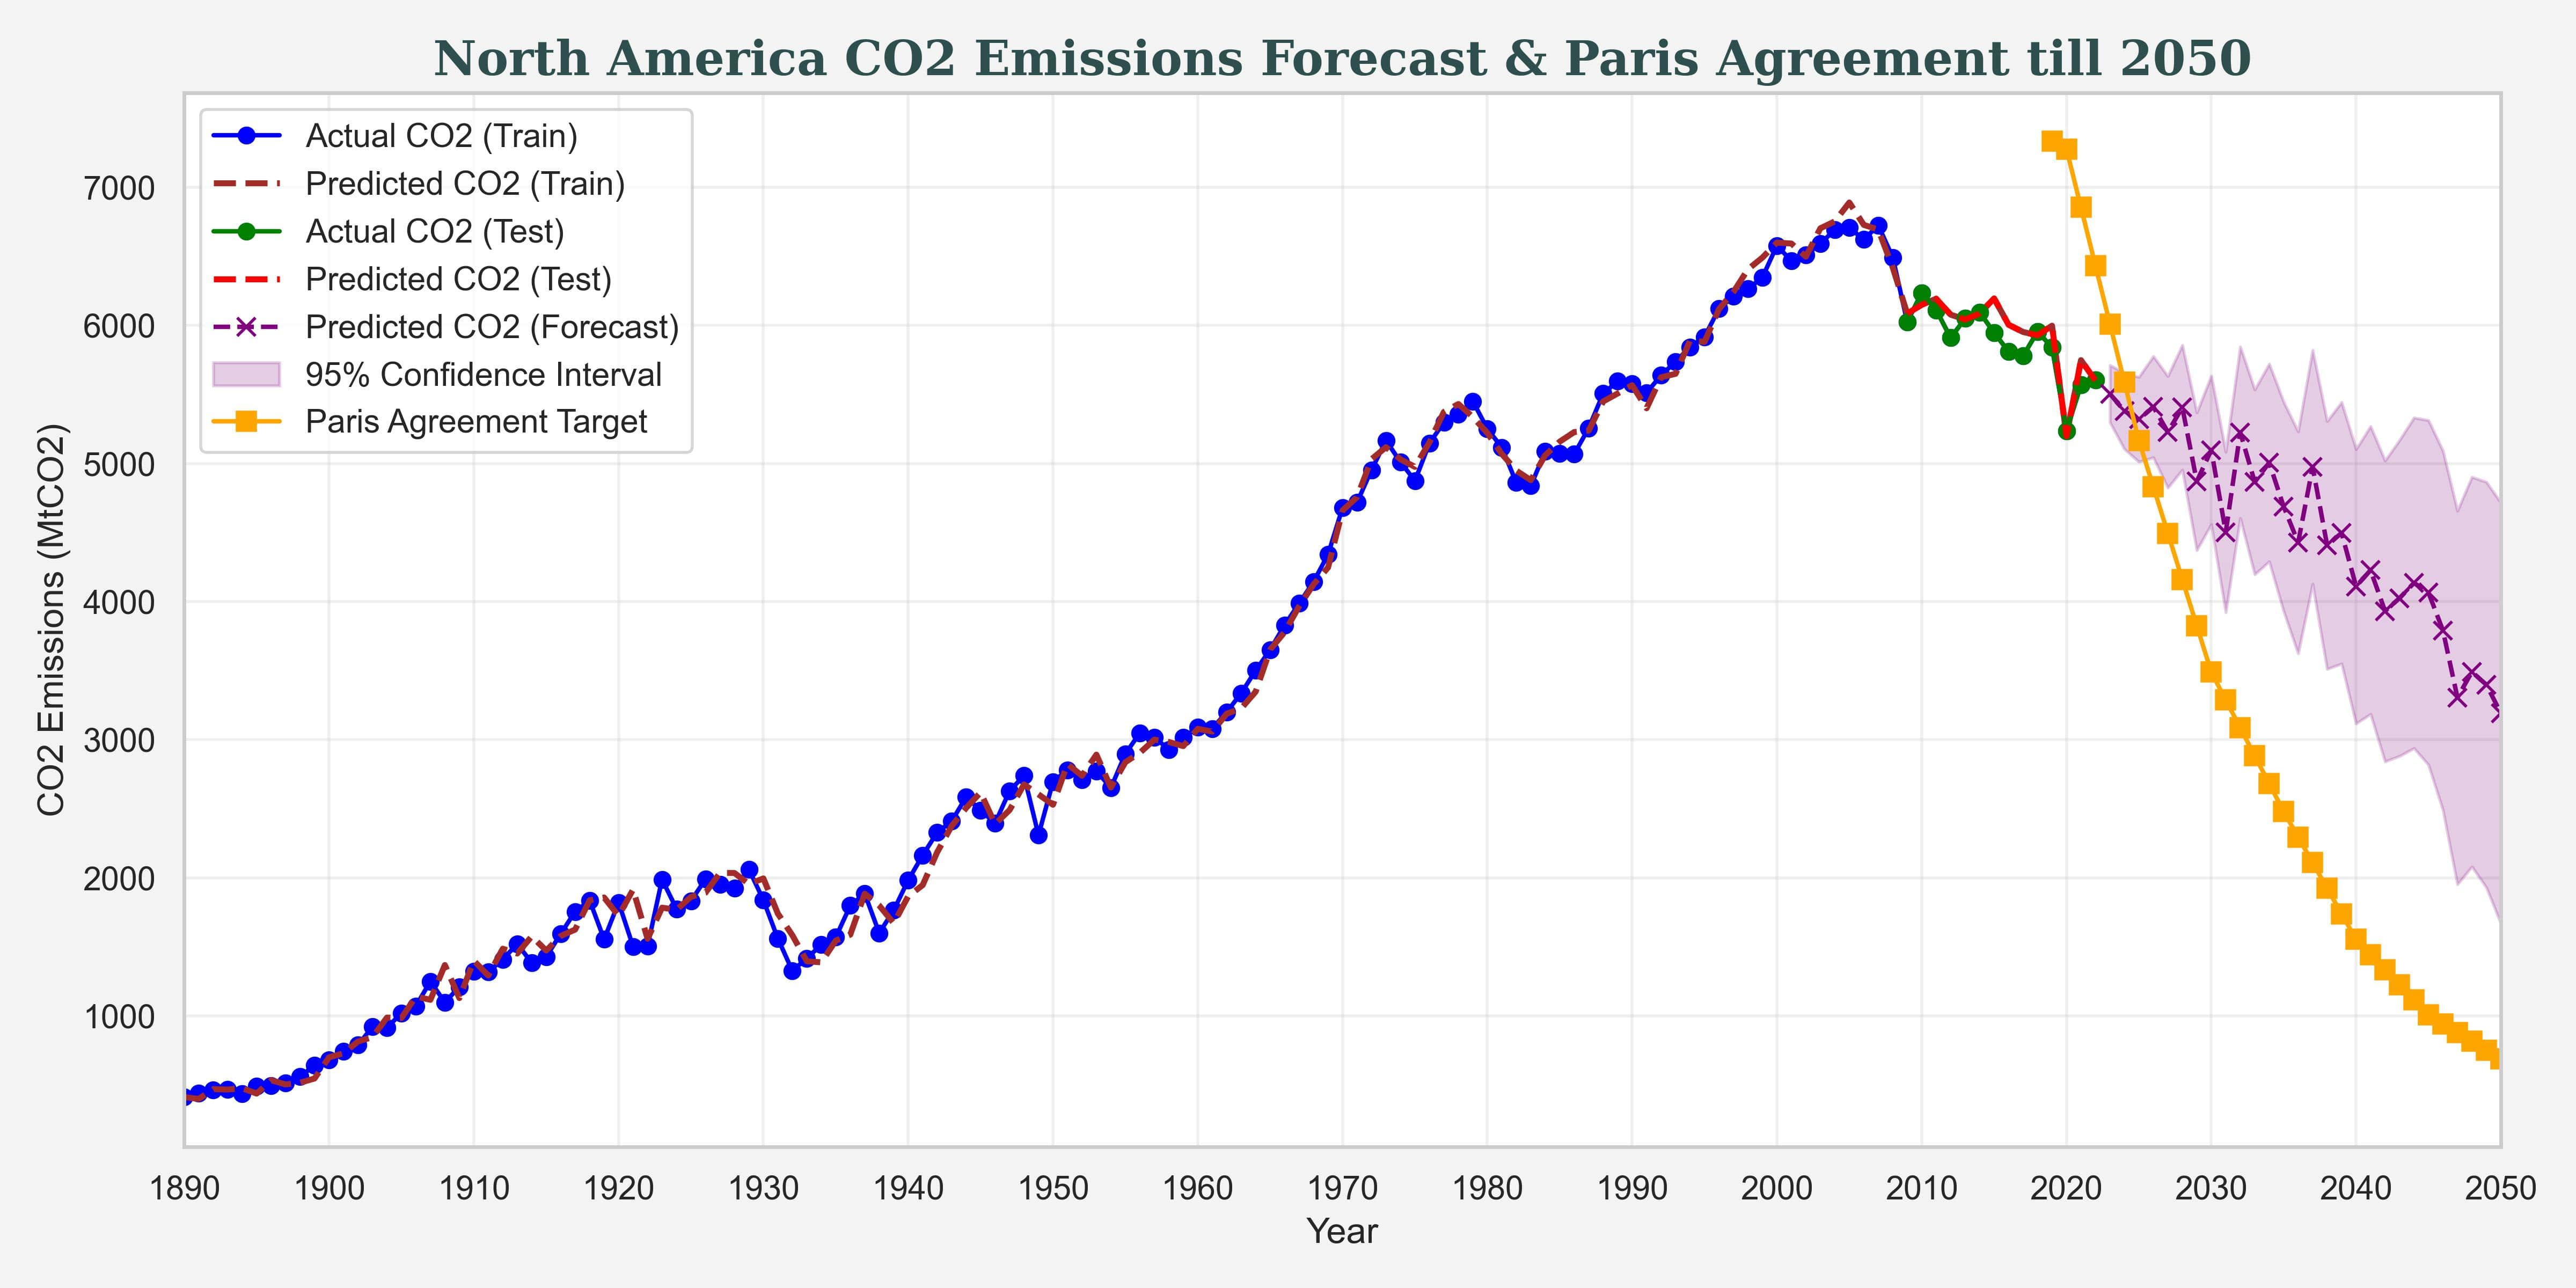 North America CO2 Emissions Forecast & Paris Agreement till 2050
Actual CO2 (Train)
Predicted CO2 (Train)
Actual CO2 (Test)
Predicted CO2 (Test)
Predicted CO2 (Forecast)
95% Confidence Interval
Paris Agreement Target
CO2 Emissions (MtCO2)
7000
6000
5000
4000
3000
2000
1000
1890 1900 1910 1920 1930 1940 1950 1960 1970 1980 1990 2000 2010 2020 2030 2040 2050
Year